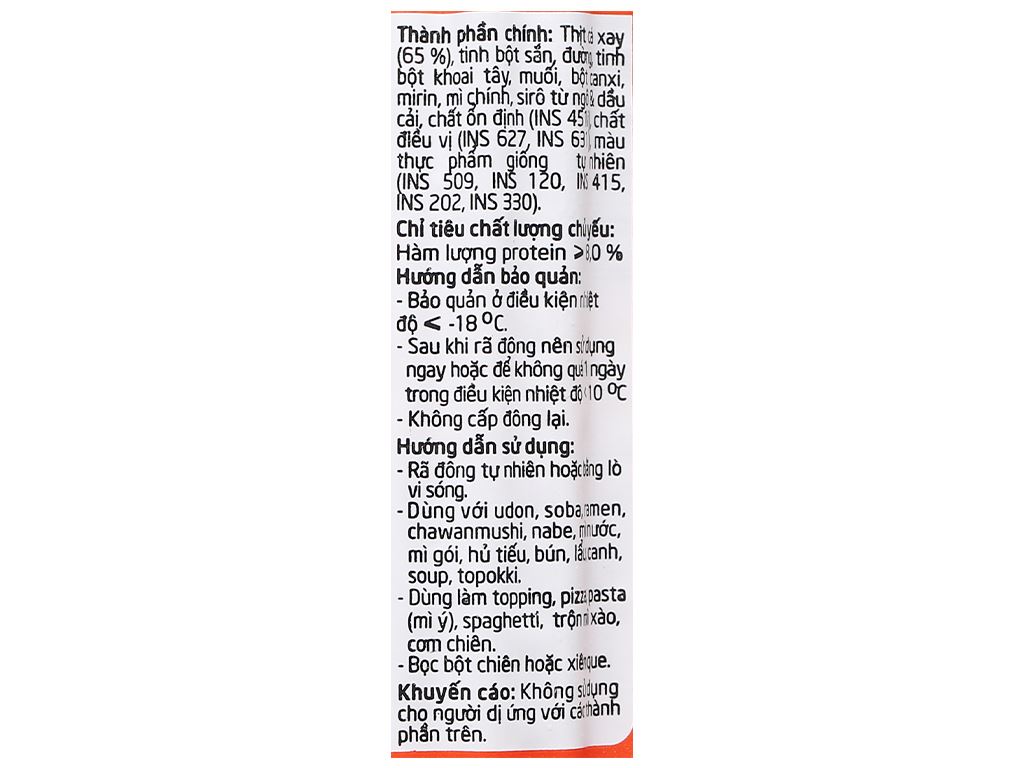 Thành phần chính: Thịt cá xay
(65 %), tinh bột sắn, đường, tinh
bột khoai tây, muối, bột canxi,
mirin, mì chính, sirô từ ngô & dầu
cải, chất ổn định (INS 451), chất
điều vị (INS 627, INS 631), màu
thực phẩm giống tự nhiên
(INS 509, INS 120, INS 415,
INS 202, INS 330).
Chỉ tiêu chất lượng chủ yếu:
Hàm lượng protein ≥ 8,0 %
Hướng dẫn bảo quản:
- Bảo quản ở điều kiện nhiệt
độ ≤ -18 ºC.
- Sau khi rã đông nên sử dụng
ngay hoặc để không quá 1 ngày
trong điều kiện nhiệt độ <10 ºC
- Không cấp đông lại.
Hướng dẫn sử dụng:
- Rã đông tự nhiên hoặc bằng lò
vi sóng.
- Dùng với udon, soba, ramen,
chawanmushi, nabe, mì nước,
mì gói, hủ tiếu, bún, lẩu, canh,
soup, topokki.
- Dùng làm topping, pizza, pasta
(mì ý), spaghetti, trộn mì xào,
cơm chiên.
- Bọc bột chiên hoặc xiên que.
Khuyến cáo: Không sử dụng
cho người dị ứng với các thành
phần trên.